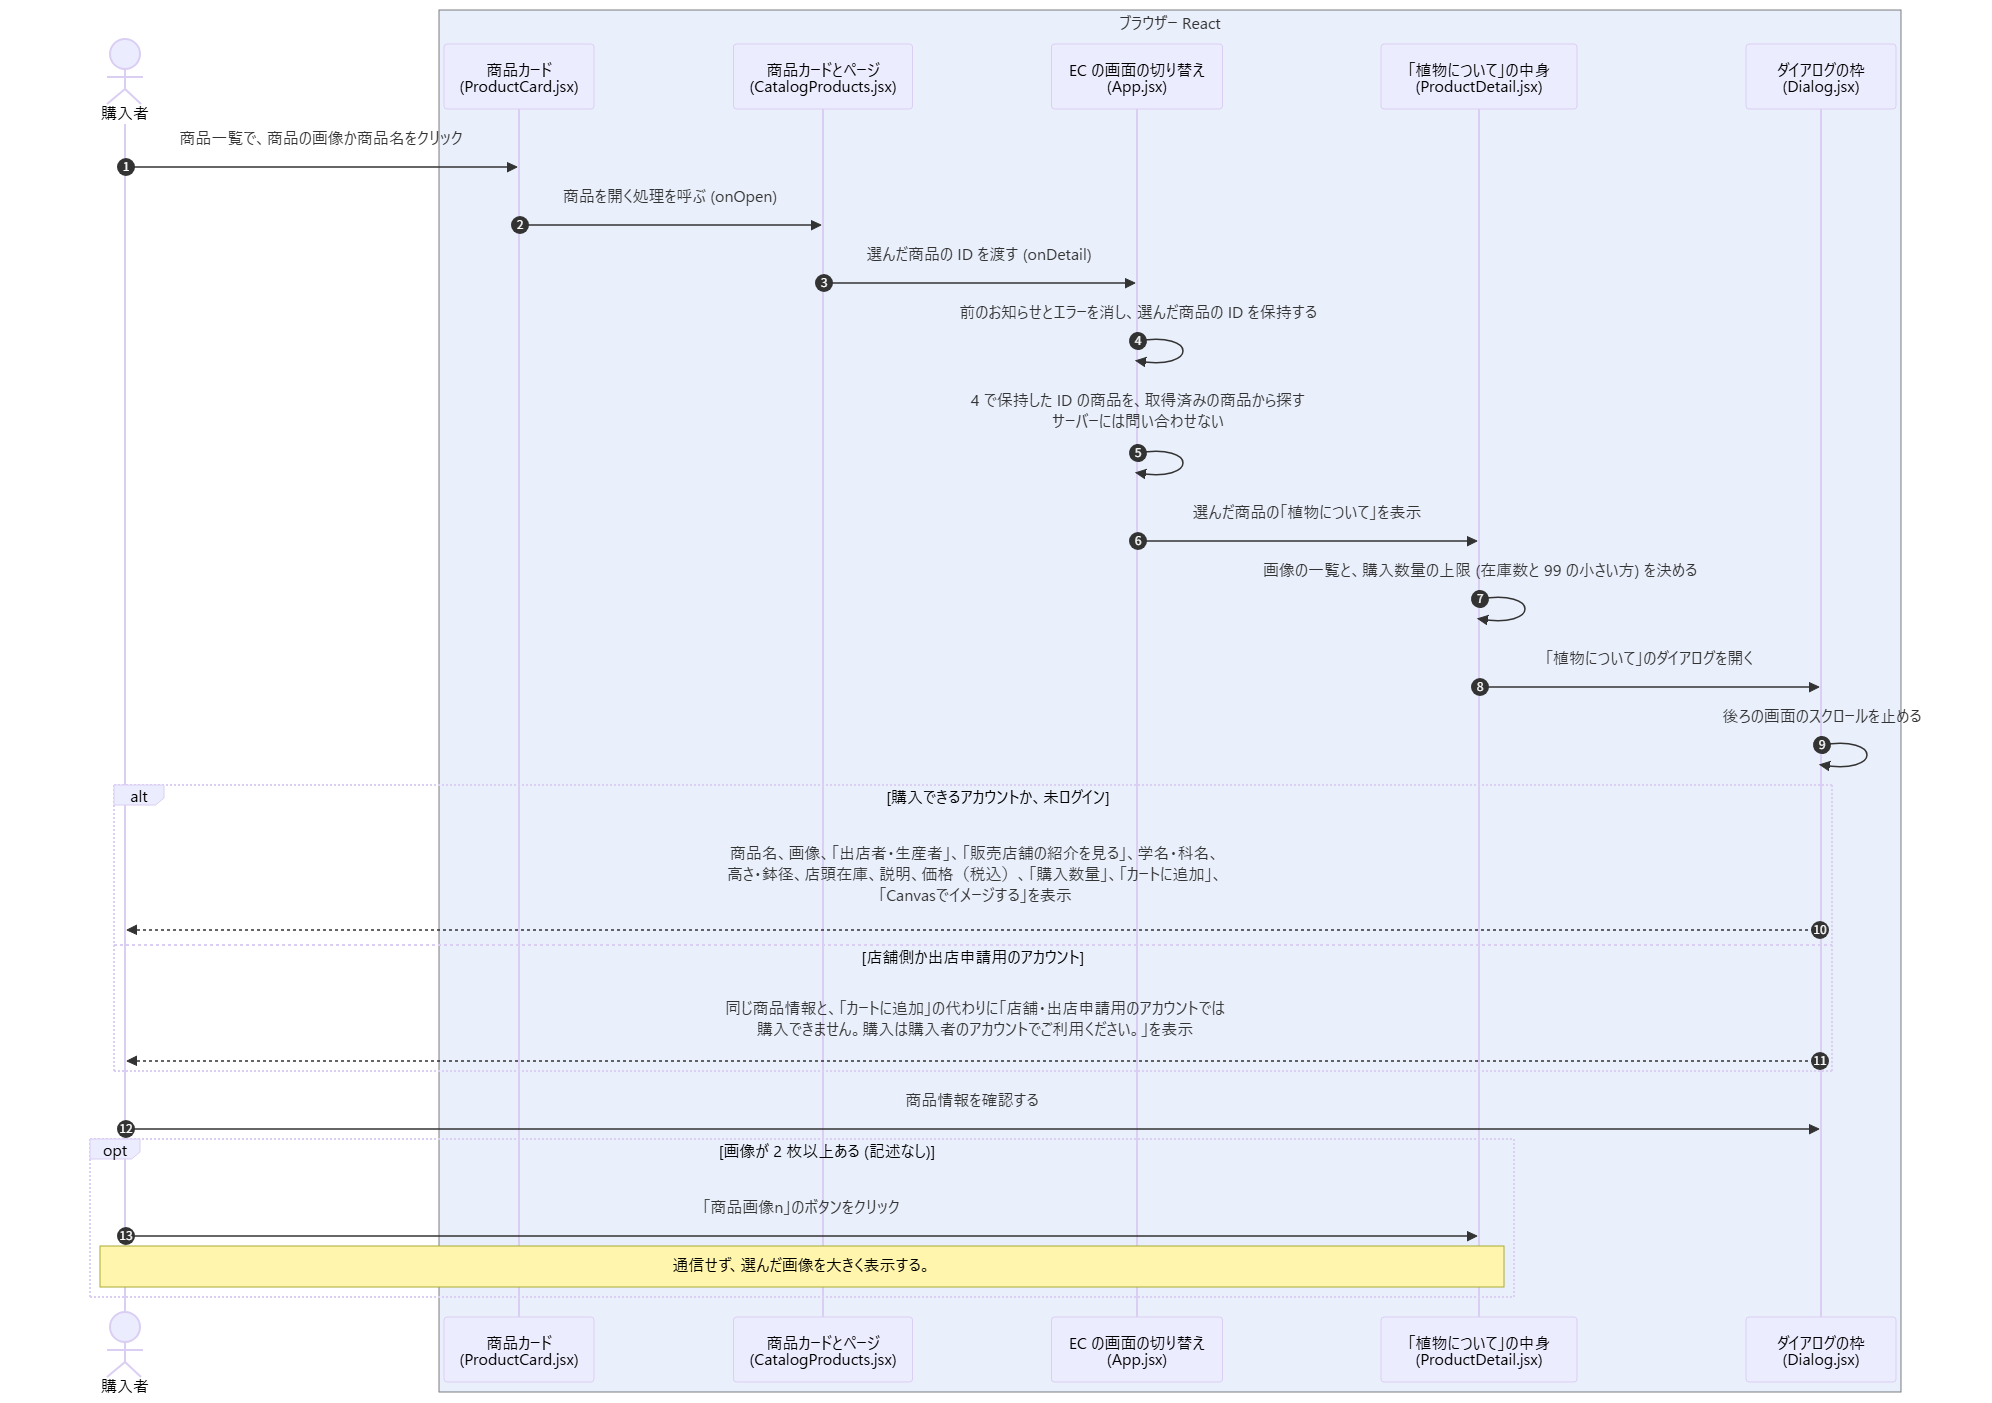 ブラウザー React
購入者
商品カード
(ProductCard.jsx)
商品カードとページ
(CatalogProducts.jsx)
EC の画面の切り替え
(App.jsx)
「植物について」の中身
(ProductDetail.jsx)
ダイアログの枠
(Dialog.jsx)
商品一覧で、商品の画像か商品名をクリック
1
商品を開く処理を呼ぶ (onOpen)
2
選んだ商品の ID を渡す (onDetail)
3
前のお知らせとエラーを消し、選んだ商品の ID を保持する
4
4 で保持した ID の商品を、取得済みの商品から探す
サーバーには問い合わせない
5
選んだ商品の「植物について」を表示
6
画像の一覧と、購入数量の上限 (在庫数と 99 の小さい方) を決める
7
「植物について」のダイアログを開く
8
後ろの画面のスクロールを止める
9
alt
[購入できるアカウントか、未ログイン]
商品名、画像、「出店者・生産者」、「販売店舗の紹介を見る」、学名・科名、
高さ・鉢径、店頭在庫、説明、価格（税込）、「購入数量」、「カートに追加」、
「Canvasでイメージする」を表示
10
[店舗側か出店申請用のアカウント]
同じ商品情報と、「カートに追加」の代わりに「店舗・出店申請用のアカウントでは
購入できません。購入は購入者のアカウントでご利用ください。」を表示
11
商品情報を確認する
12
opt
[画像が 2 枚以上ある (記述なし)]
「商品画像n」のボタンをクリック
13
通信せず、選んだ画像を大きく表示する。
購入者
商品カード
(ProductCard.jsx)
商品カードとページ
(CatalogProducts.jsx)
EC の画面の切り替え
(App.jsx)
「植物について」の中身
(ProductDetail.jsx)
ダイアログの枠
(Dialog.jsx)